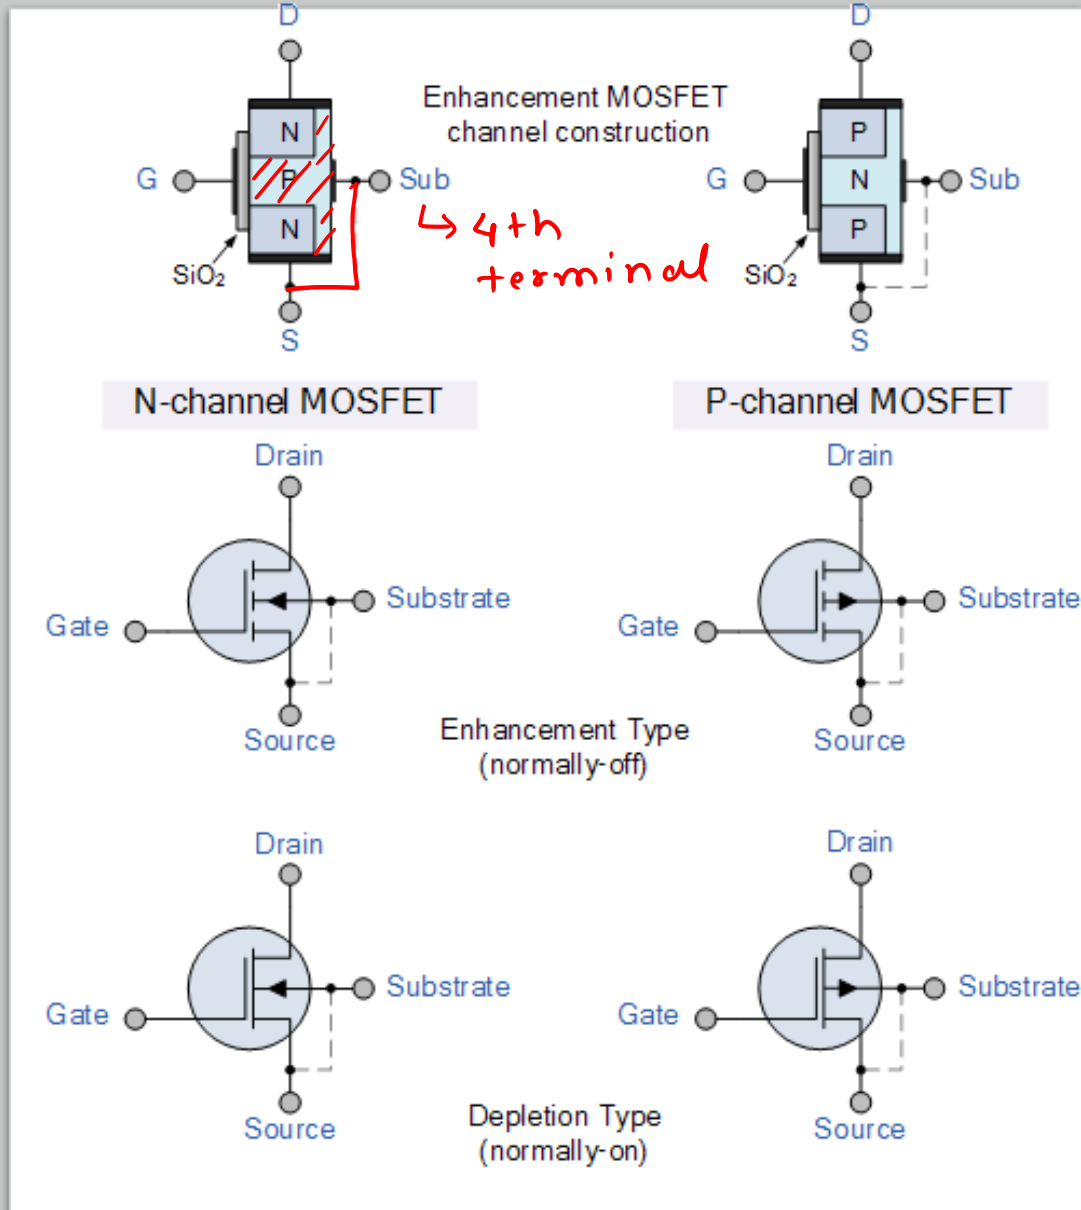 D
D
Enhancement MOSFET
channel construction
N
P
N
G
Sub
SiO₂
S
↳ 4th
terminal
P
N
P
G
Sub
SiO₂
S
N-channel MOSFET
P-channel MOSFET
Drain
Drain
Substrate
Substrate
Gate
Gate
Source
Source
Enhancement Type
(normally-off)
Drain
Drain
Substrate
Substrate
Gate
Gate
Source
Source
Depletion Type
(normally-on)